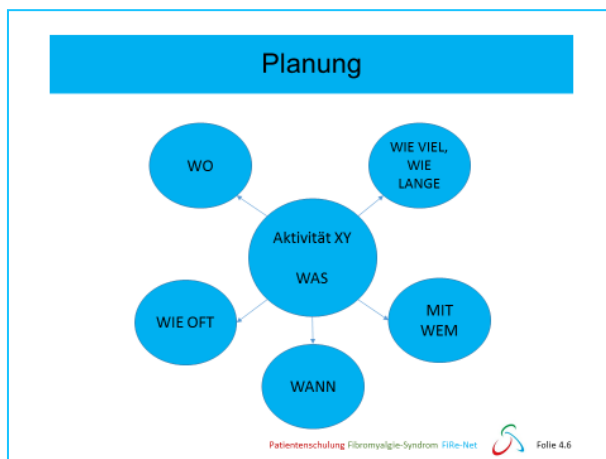 Planung
WO
WIE VIEL,
WIE
LANGE
Aktivität XY
WAS
WIE OFT
MIT
WEM
WANN
Patientenschulung Fibromyalgie-Syndrom FiRe-Net
Folie 4.6